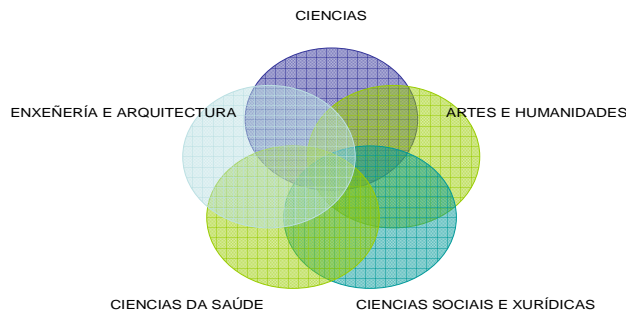 CIENCIAS
ENXEÑERÍA E ARQUITECTURA
ARTES E HUMANIDADES
CIENCIAS DA SAÚDE
CIENCIAS SOCIAIS E XURÍDICAS